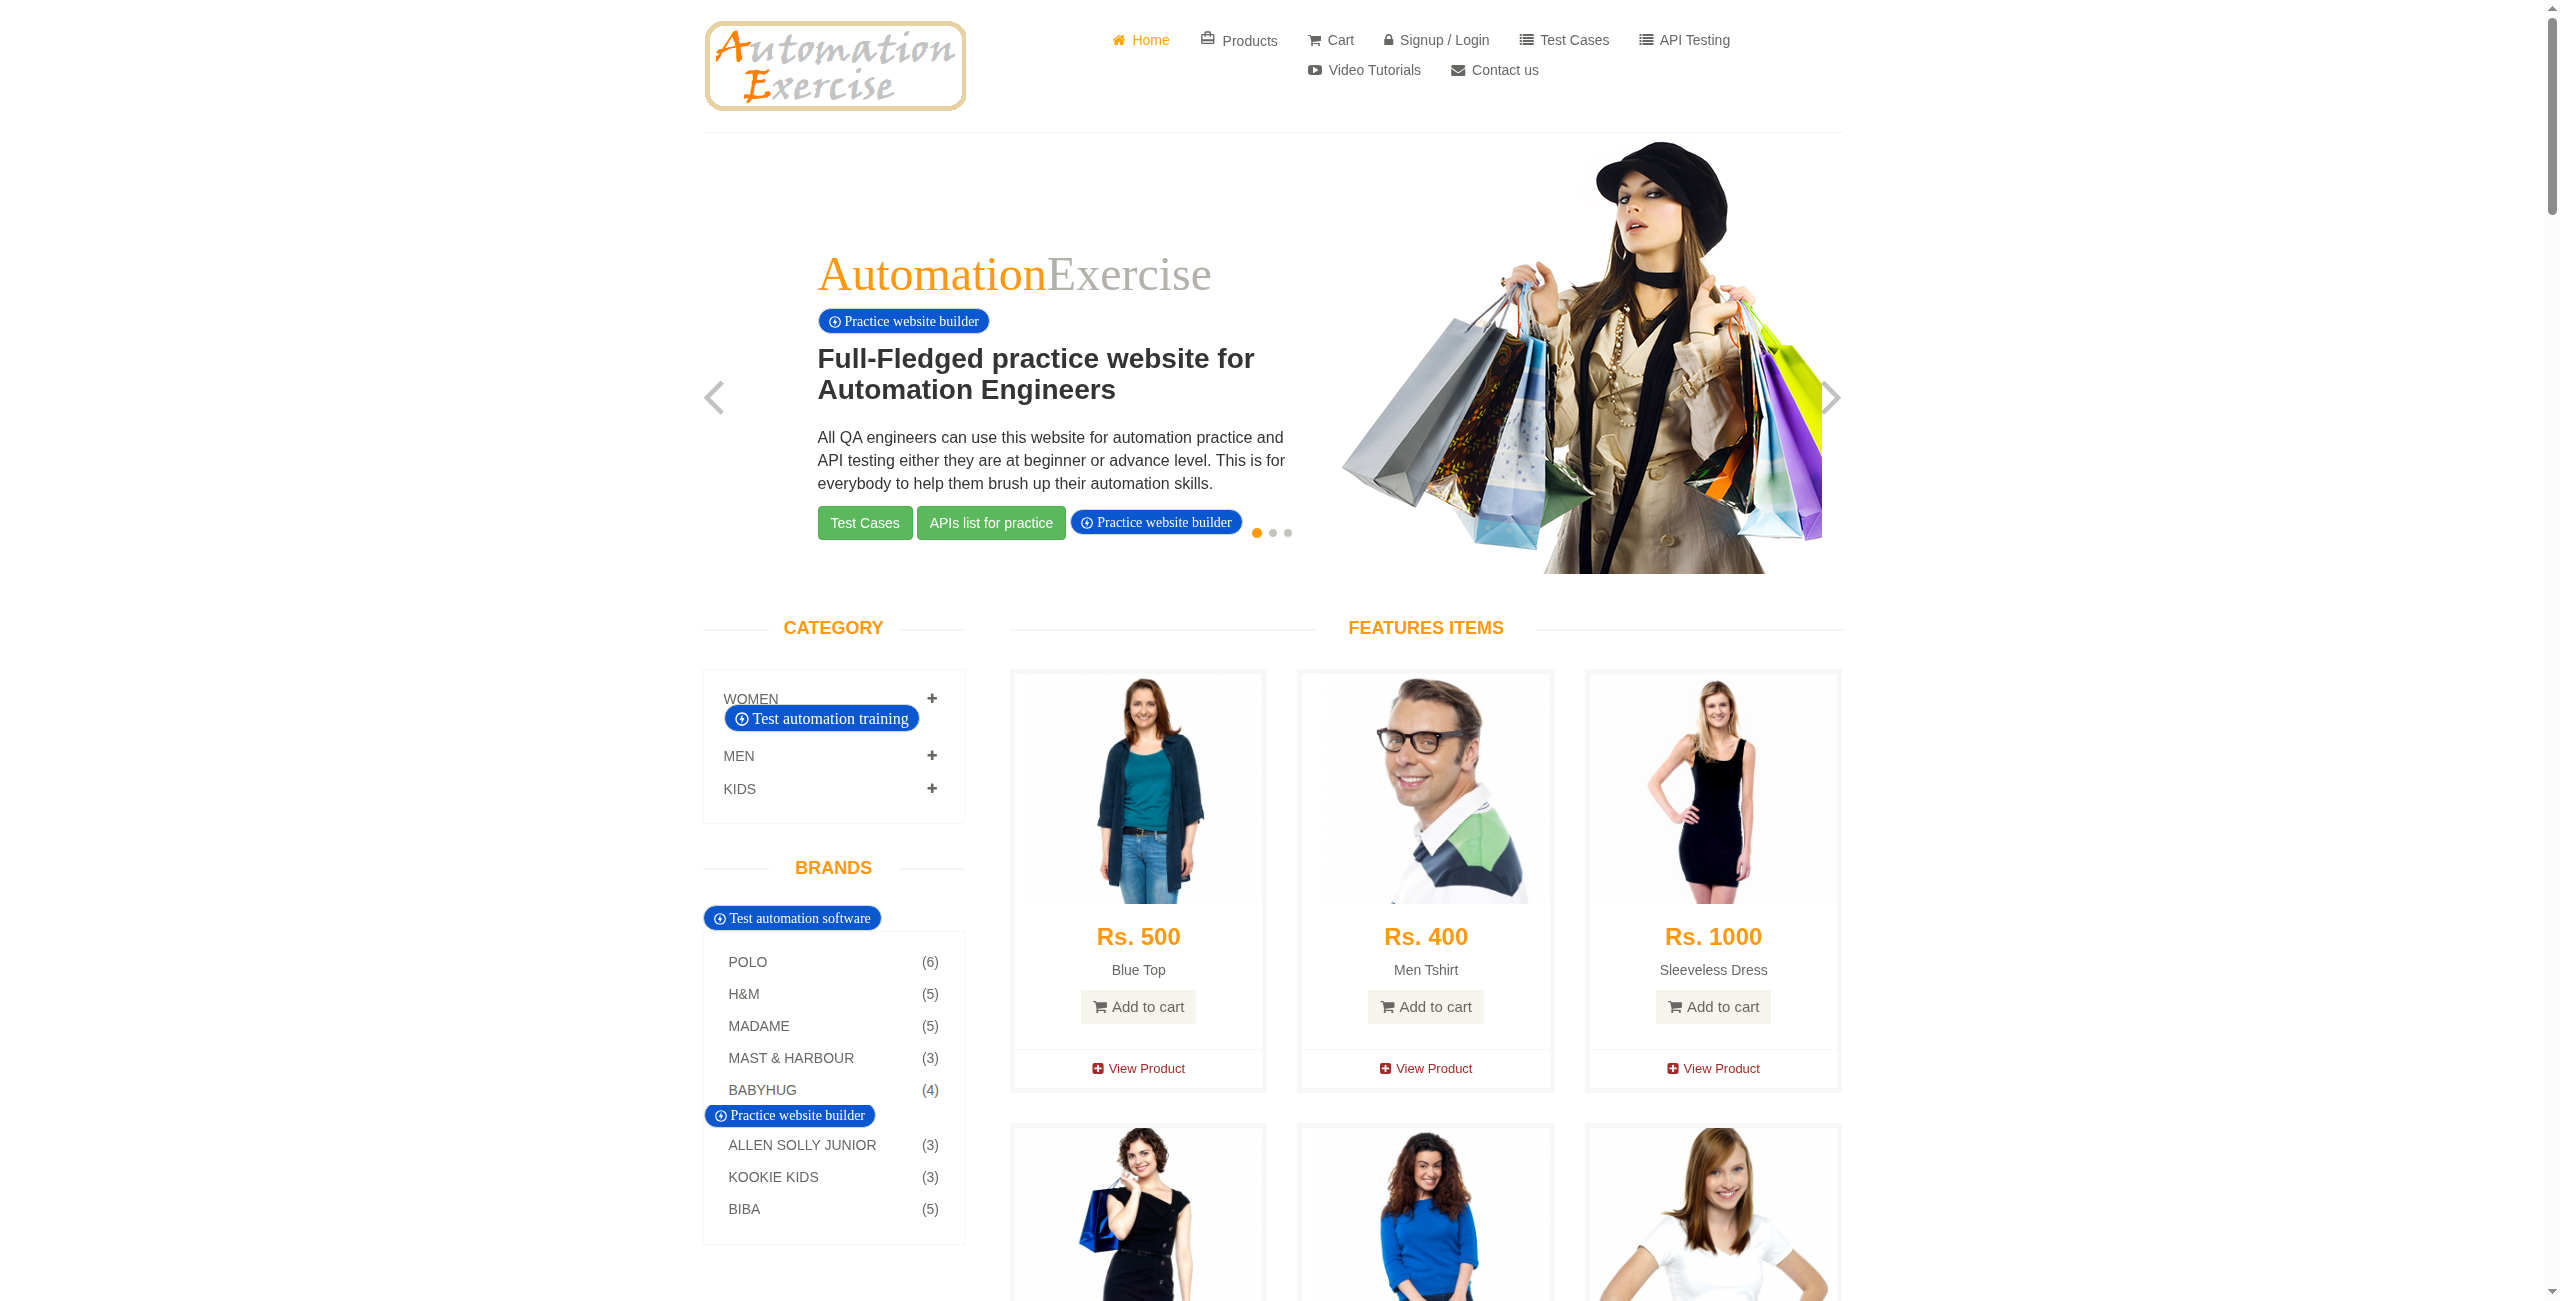 Automation
Exercise
Home
Products
Cart
Signup / Login
Test Cases
API Testing
Video Tutorials
Contact us
AutomationExercise
Practice website builder
Full-Fledged practice website for
Automation Engineers
All QA engineers can use this website for automation practice and
API testing either they are at beginner or advance level. This is for
everybody to help them brush up their automation skills.
Test Cases
APIs list for practice
Practice website builder
CATEGORY
WOMEN
Test automation training
MEN
KIDS
BRANDS
Test automation software
POLO (6)
H&M (5)
MADAME (5)
MAST & HARBOUR (3)
BABYHUG (4)
Practice website builder
ALLEN SOLLY JUNIOR (3)
KOOKIE KIDS (3)
BIBA (5)
FEATURES ITEMS
Rs. 500
Blue Top
Add to cart
View Product
Rs. 400
Men Tshirt
Add to cart
View Product
Rs. 1000
Sleeveless Dress
Add to cart
View Product